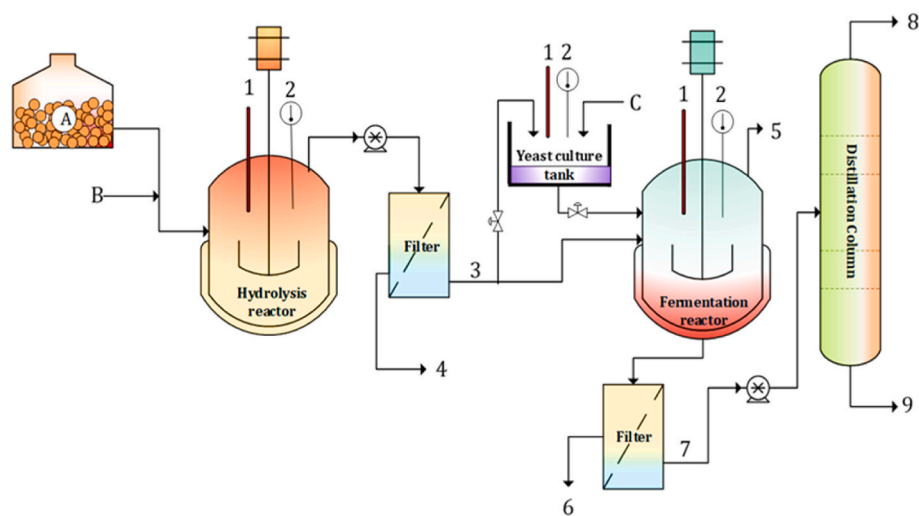 8
1
2
C
1
2
1
2
5
A
Yeast culture
tank
B
Distillation Column
Filter
3
Hydrolysis
reactor
Fermentation
reactor
4
9
Filter
7
6